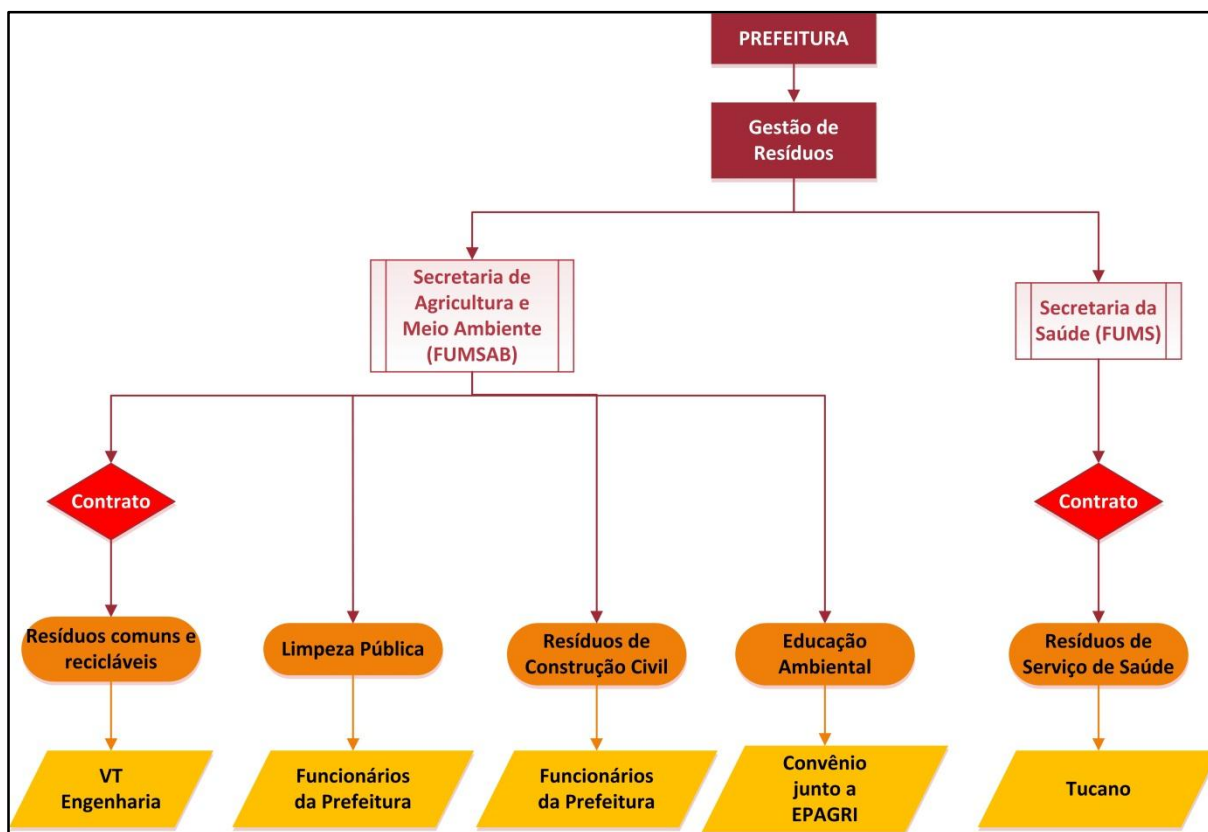 PREFEITURA
Gestão de
Resíduos
Secretaria de
Agricultura e
Meio Ambiente
(FUMSAB)
Secretaria da
Saúde (FUMS)
Contrato
Contrato
Resíduos comuns e
recicláveis
Limpeza Pública
Resíduos de
Construção Civil
Educação
Ambiental
Resíduos de
Serviço de Saúde
VT
Engenharia
Funcionários
da Prefeitura
Funcionários
da Prefeitura
Convênio
junto a
EPAGRI
Tucano